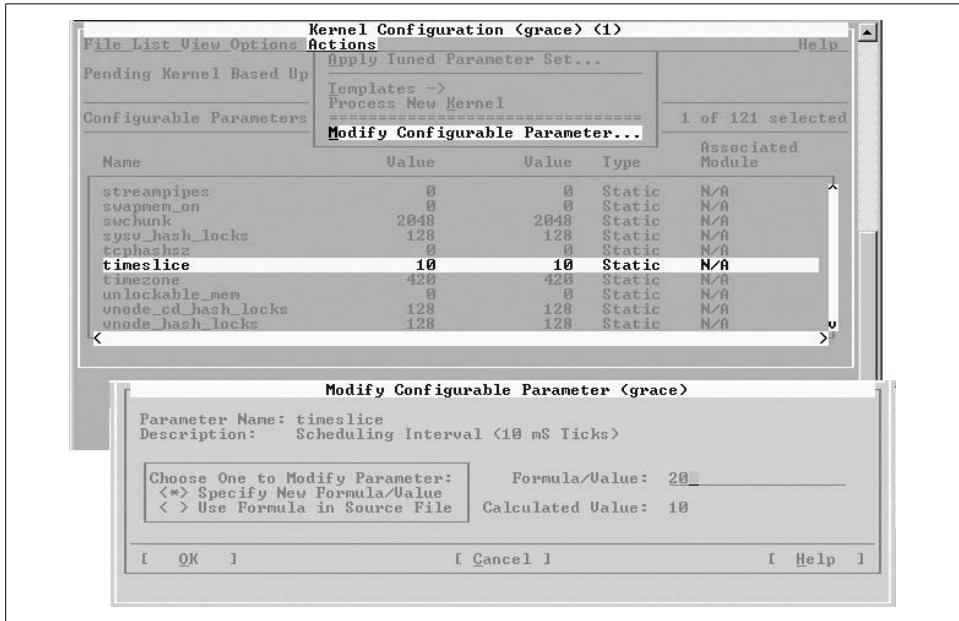 Kernel Configuration (grace) (1)
File List View Options Actions Help
Apply Tuned Parameter Set...
Pending Kernel Based Up
Templates ->
Process New Kernel
Configurable Parameters ================================ 1 of 121 selected
Modify Configurable Parameter...
Associated
Name Value Value Type Module
streampipes 0 0 Static N/A
swapmem_on 0 0 Static N/A
swchunk 2048 2048 Static N/A
sysv_hash_locks 128 128 Static N/A
tcphashsz 0 0 Static N/A
timeslice 10 10 Static N/A
timezone 420 420 Static N/A
unlockable_mem 0 0 Static N/A
vnode_cd_hash_locks 128 128 Static N/A
vnode_hash_locks 128 128 Static N/A
Modify Configurable Parameter (grace)
Parameter Name: timeslice
Description: Scheduling Interval (10 mS Ticks)
Choose One to Modify Parameter: Formula/Value: 20_
<*> Specify New Formula/Value
< > Use Formula in Source File Calculated Value: 10
[ OK ] [ Cancel ] [ Help ]